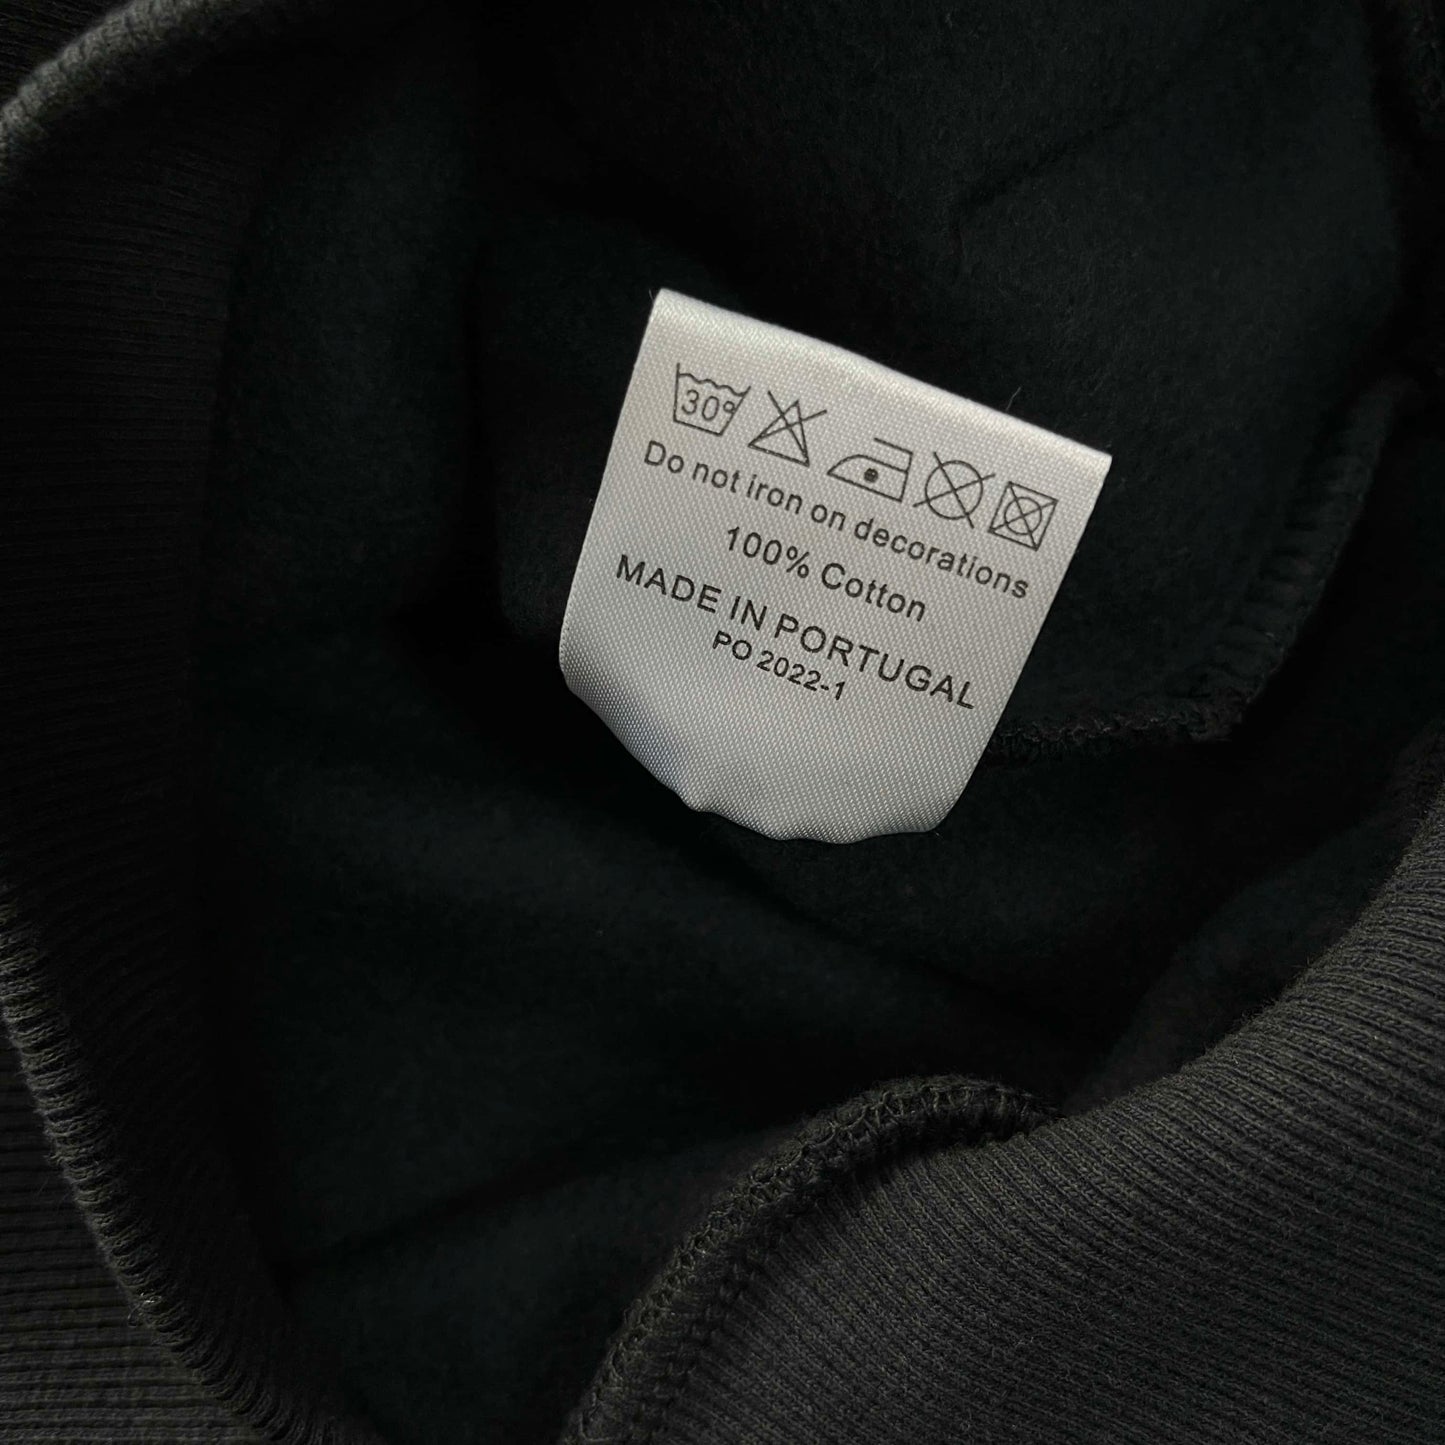 30°
Do not iron on decorations
100% Cotton
MADE IN PORTUGAL
PO 2022-1